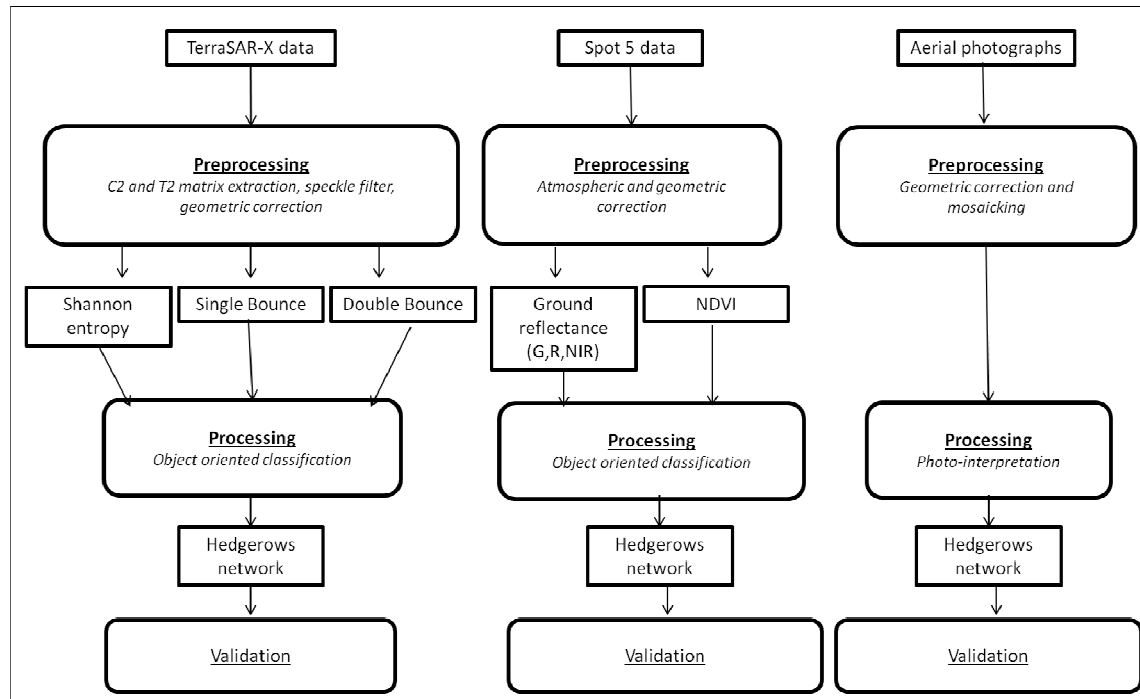 TerraSAR-X data
Spot 5 data
Aerial photographs
Preprocessing
C2 and T2 matrix extraction, speckle filter,
geometric correction
Preprocessing
Atmospheric and geometric
correction
Preprocessing
Geometric correction and
mosaicking
Shannon
entropy
Single Bounce
Double Bounce
Ground
reflectance
(G,R,NIR)
NDVI
Processing
Object oriented classification
Processing
Object oriented classification
Processing
Photo-interpretation
Hedgerows
network
Hedgerows
network
Hedgerows
network
Validation
Validation
Validation